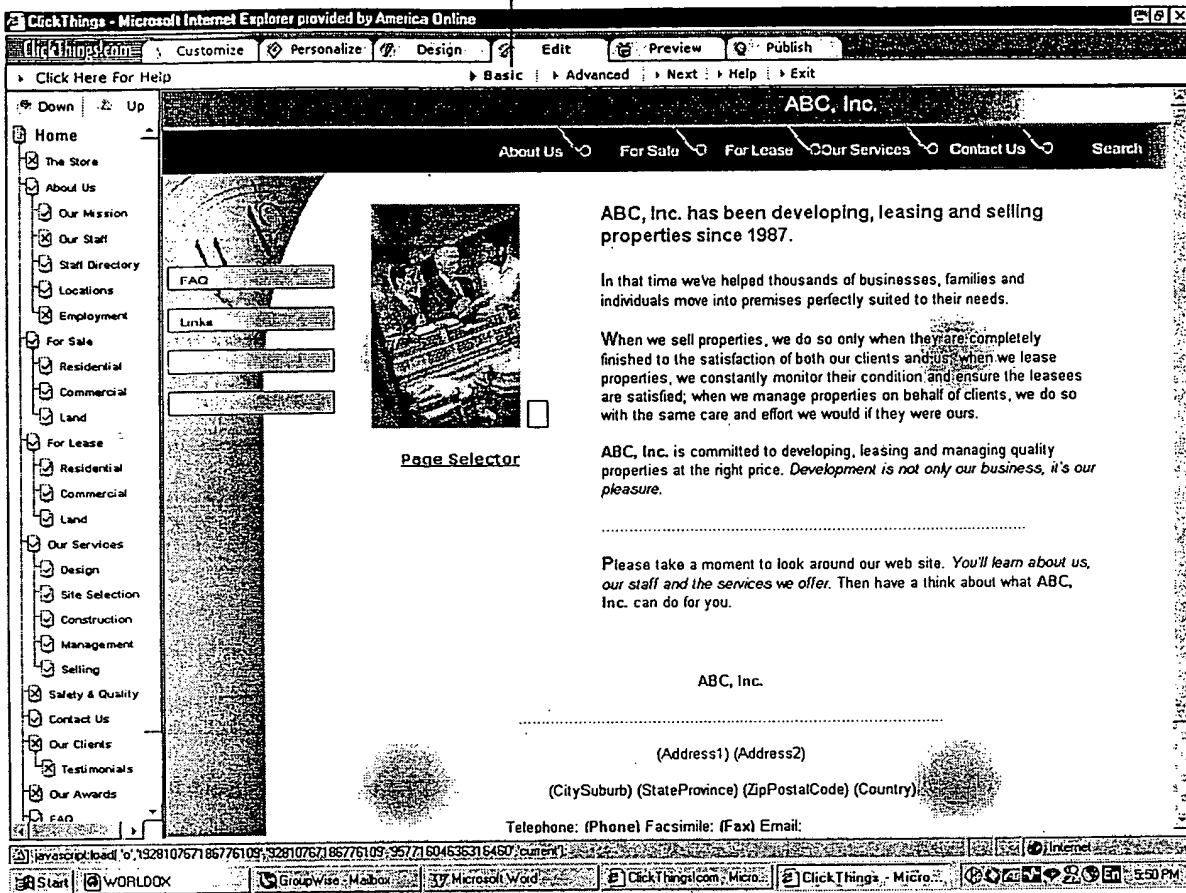 ClickThings - Microsoft Internet Explorer provided by America Online
ClickThings.com Customize Personalize Design Edit Preview Publish
Click Here For Help
Basic Advanced Next Help Exit
Down Up
Home
The Store
About Us
Our Mission
Our Staff
Staff Directory
Locations
Employment
For Sale
Residential
Commercial
Land
For Lease
Residential
Commercial
Land
Our Services
Design
Site Selection
Construction
Management
Selling
Safety & Quality
Contact Us
Our Clients
Testimonials
Our Awards
FAQ
ABC, Inc.
About Us For Sale For Lease Our Services Contact Us Search
FAQ
Links
Page Selector
ABC, Inc. has been developing, leasing and selling
properties since 1987.
In that time we've helped thousands of businesses, families and
individuals move into premises perfectly suited to their needs.
When we sell properties, we do so only when they are completely
finished to the satisfaction of both our clients and us; when we lease
properties, we constantly monitor their condition and ensure the leasees
are satisfied; when we manage properties on behalf of clients, we do so
with the same care and effort we would if they were ours.
ABC, Inc. is committed to developing, leasing and managing quality
properties at the right price. Development is not only our business, it's our
pleasure.
Please take a moment to look around our web site. You'll learn about us,
our staff and the services we offer. Then have a think about what ABC,
Inc. can do for you.
ABC, Inc.
(Address1) (Address2)
(CitySuburb) (StateProvince) (ZipPostalCode) (Country)
Telephone: (Phone) Facsimile: (Fax) Email:
Internet
Start WORLDOX GroupWise - Mailbox Microsoft Word ClickThings.com - Micro... ClickThings - Micro... 5:50 PM